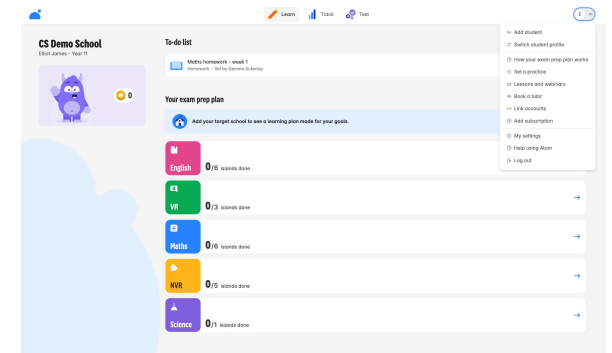 Learn
Track
Test
E
CS Demo School
Elliot James - Year 11
0
To-do list
Maths homework - week 1
Homework - Set by Gemma Ackerley
Your exam prep plan
Add your target school to see a learning plan made for your goals.
English
0/6 islands done
VR
0/3 islands done
Maths
0/6 islands done
NVR
0/5 islands done
Science
0/1 islands done
Add student
Switch student profile
How your exam prep plan works
Set a practice
Lessons and webinars
Book a tutor
Link accounts
Add subscription
My settings
Help using Atom
Log out